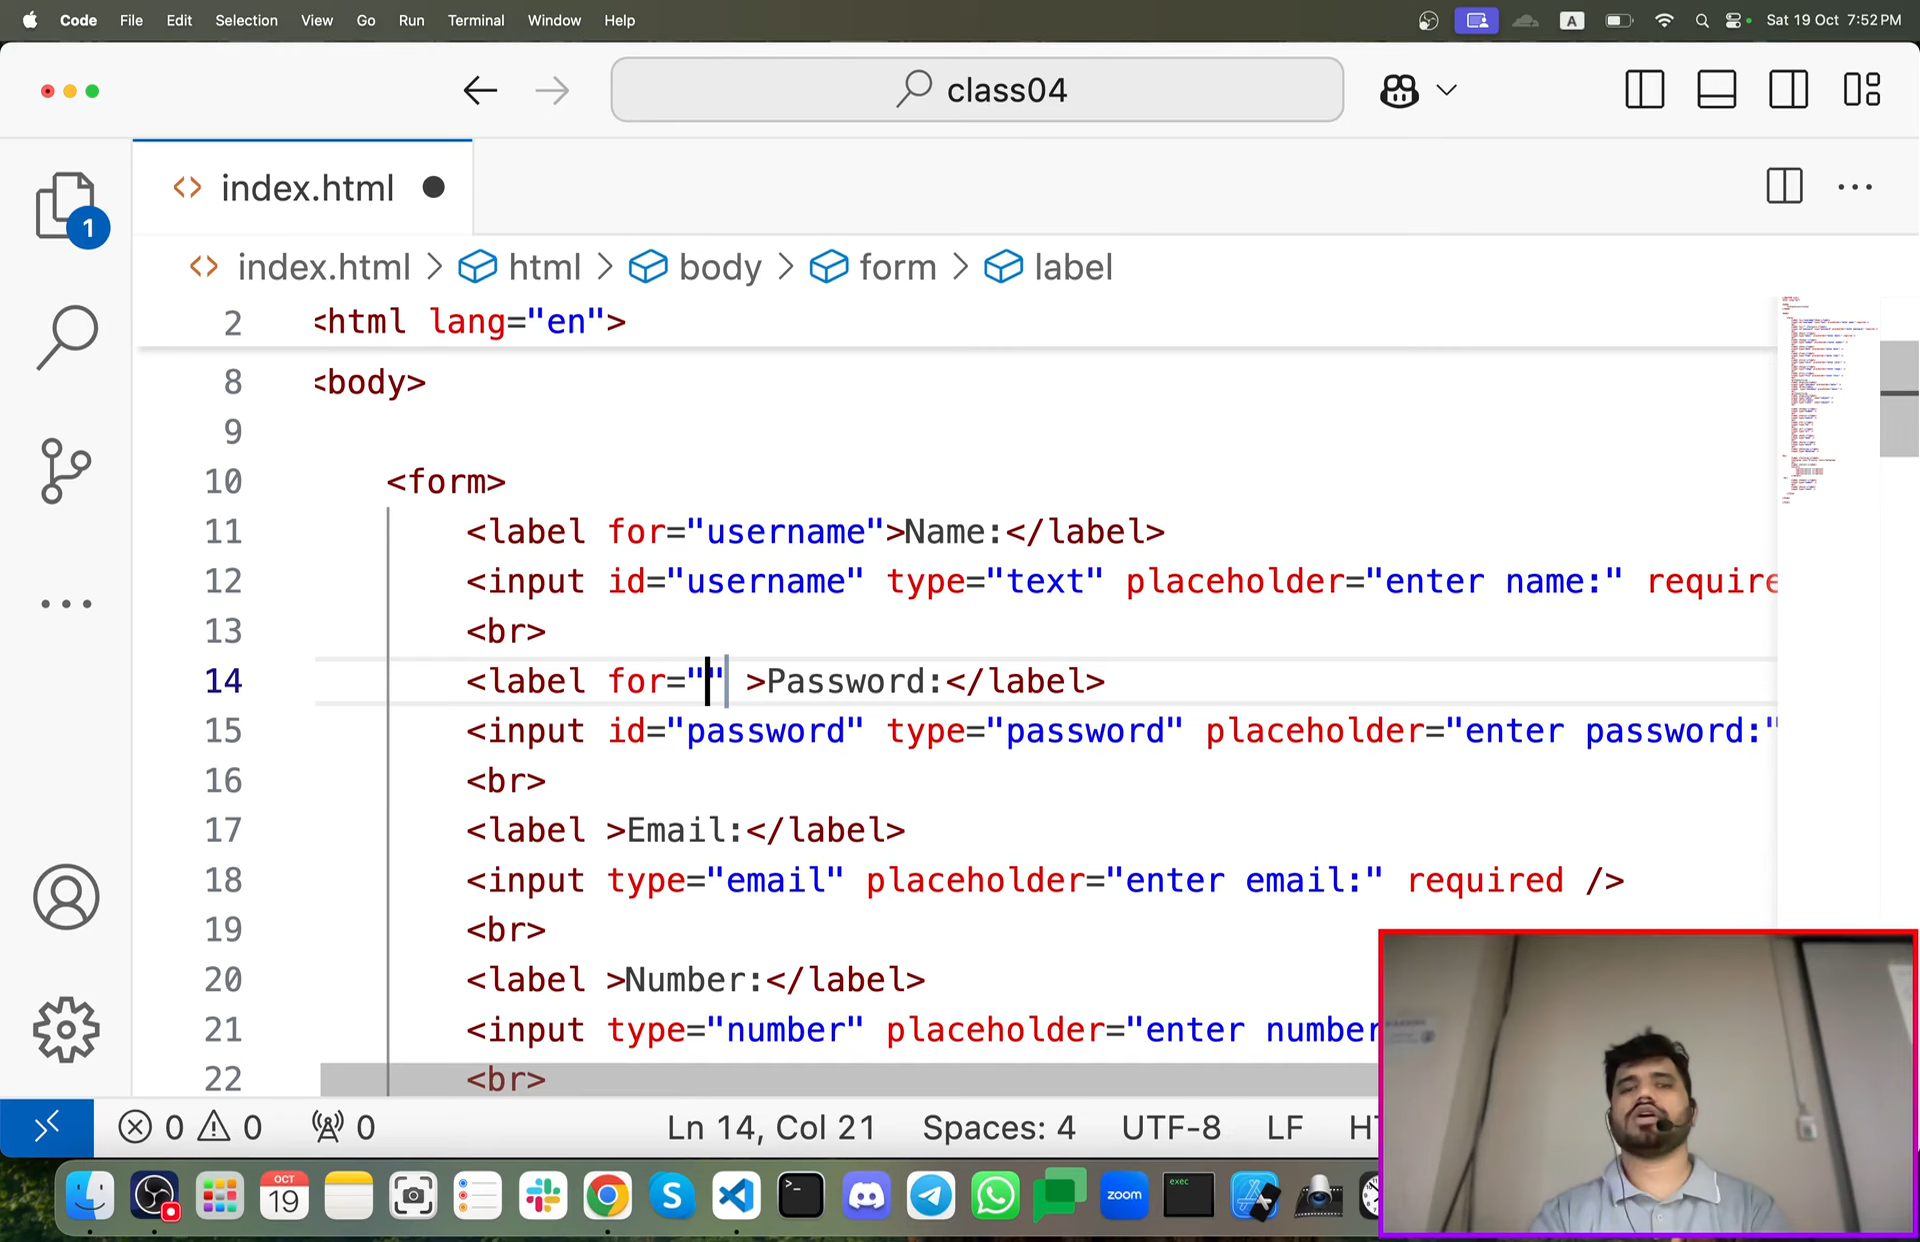 Code File Edit Selection View Go Run Terminal Window Help A Sat 19 Oct 7:52 PM
class04
index.html
1
index.html > html > body > form > label
2 <html lang="en">
8 <body>
9
10 <form>
11 <label for="username">Name:</label>
12 <input id="username" type="text" placeholder="enter name:" require
13 <br>
14 <label for="" >Password:</label>
15 <input id="password" type="password" placeholder="enter password:"
16 <br>
17 <label >Email:</label>
18 <input type="email" placeholder="enter email:" required />
19 <br>
20 <label >Number:</label>
21 <input type="number" placeholder="enter number
22 <br>
0 0 0 Ln 14, Col 21 Spaces: 4 UTF-8 LF HT
OCT
19
S
>_
zoom
exec